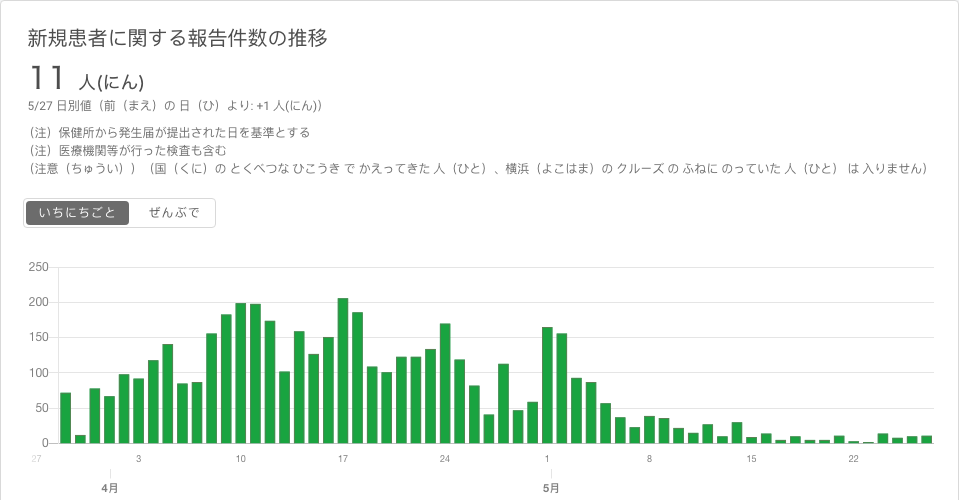 新規患者に関する報告件数の推移
11 人(にん)
5/27 日別値（前（まえ）の 日（ひ）より: +1 人(にん)）
（注）保健所から発生届が提出された日を基準とする
（注）医療機関等が行った検査も含む
（注意（ちゅうい））（国（くに）の とくべつな ひこうき で かえってきた 人（ひと）、横浜（よこはま）の クルーズ の ふねに のっていた 人（ひと） は 入りません）
いちにちごと ぜんぶで
250
200
150
100
50
0
27 3 10 17 24 1 8 15 22
4月 5月